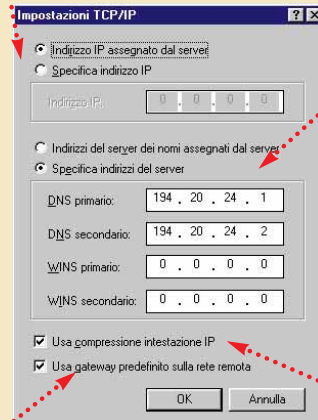 Impostazioni TCP/IP
Indirizzo IP assegnato dal server
Specifica indirizzo IP
Indirizzo IP: 0 . 0 . 0 . 0
Indirizzi del server dei nomi assegnati dal server
Specifica indirizzi del server
DNS primario: 194 . 20 . 24 . 1
DNS secondario: 194 . 20 . 24 . 2
WINS primario: 0 . 0 . 0 . 0
WINS secondario: 0 . 0 . 0 . 0
Usa compressione intestazione IP
Usa gateway predefinito sulla rete remota
OK Annulla